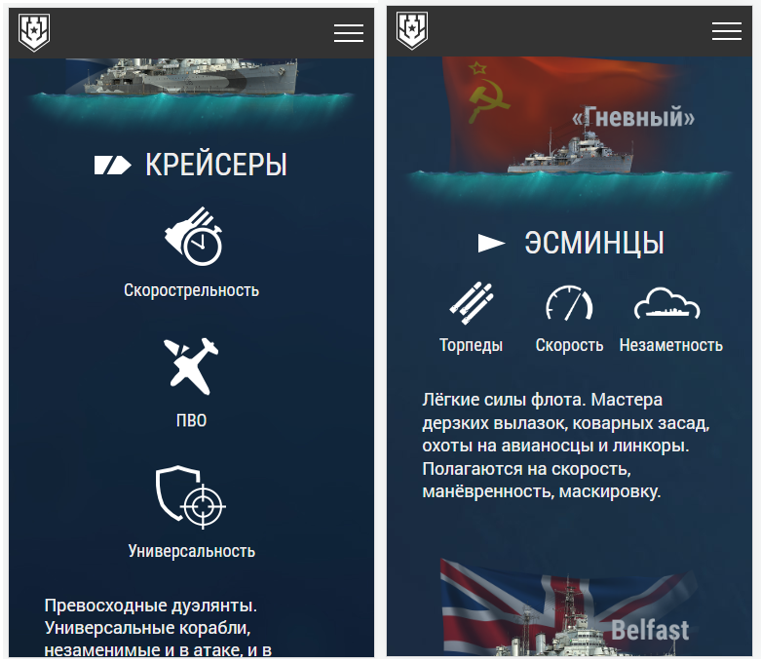 КРЕЙСЕРЫ
Скорострельность
ПВО
Универсальность
Превосходные дуэлянты.
Универсальные корабли,
незаменимые и в атаке, и в
«Гневный»
ЭСМИНЦЫ
Торпеды Скорость Незаметность
Лёгкие силы флота. Мастера
дерзких вылазок, коварных засад,
охоты на авианосцы и линкоры.
Полагаются на скорость,
манёвренность, маскировку.
Belfast